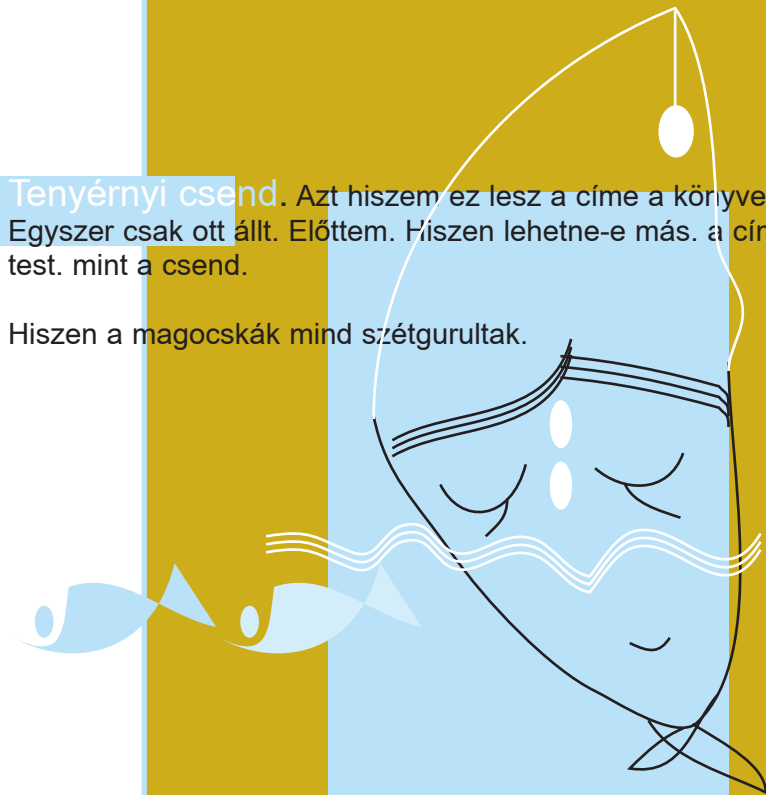 Tenyérnyi csend. Azt hiszem ez lesz a címe a könyve
Egyszer csak ott állt. Előttem. Hiszen lehetne-e más. a cím
test. mint a csend.
Hiszen a magocskák mind szétgurultak.